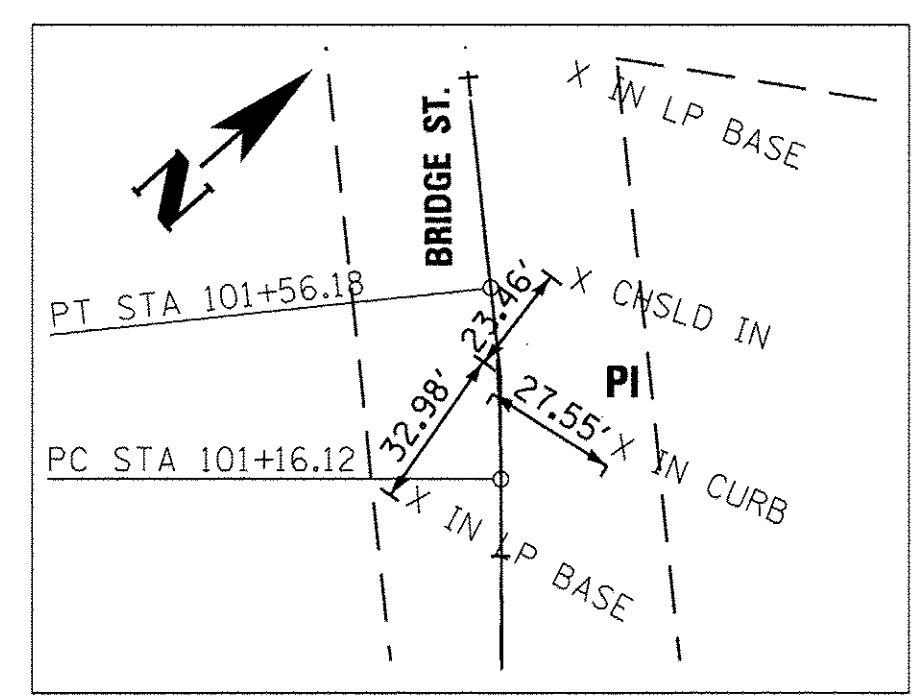 X IN LP BASE
N
BRIDGE ST.
PT STA 101+56.18
23.46'
X CHSLD IN
32.98'
27.55'
PI
X IN CURB
PC STA 101+16.12
X IN LP BASE